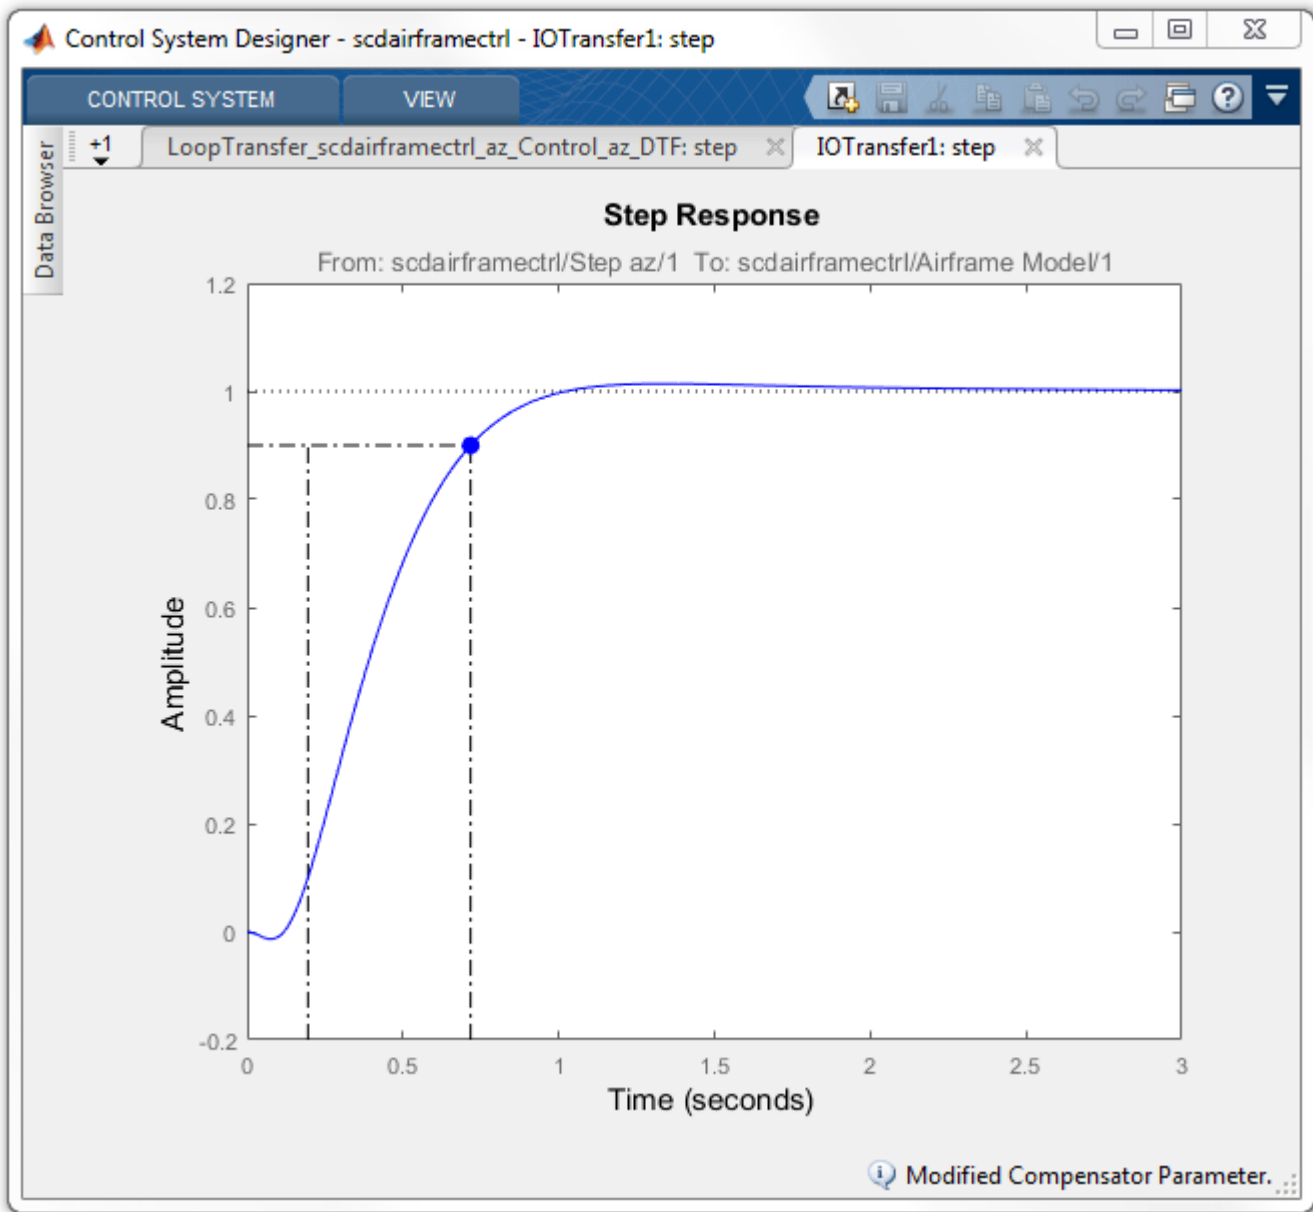 Control System Designer - scdairframectrl - IOTransfer1: step
CONTROL SYSTEM VIEW
Data Browser
+1 LoopTransfer_scdairframectrl_az_Control_az_DTF: step IOTransfer1: step
Step Response
From: scdairframectrl/Step az/1 To: scdairframectrl/Airframe Model/1
1.2
1
0.8
0.6
0.4
0.2
0
-0.2
Amplitude
0 0.5 1 1.5 2 2.5 3
Time (seconds)
Modified Compensator Parameter.